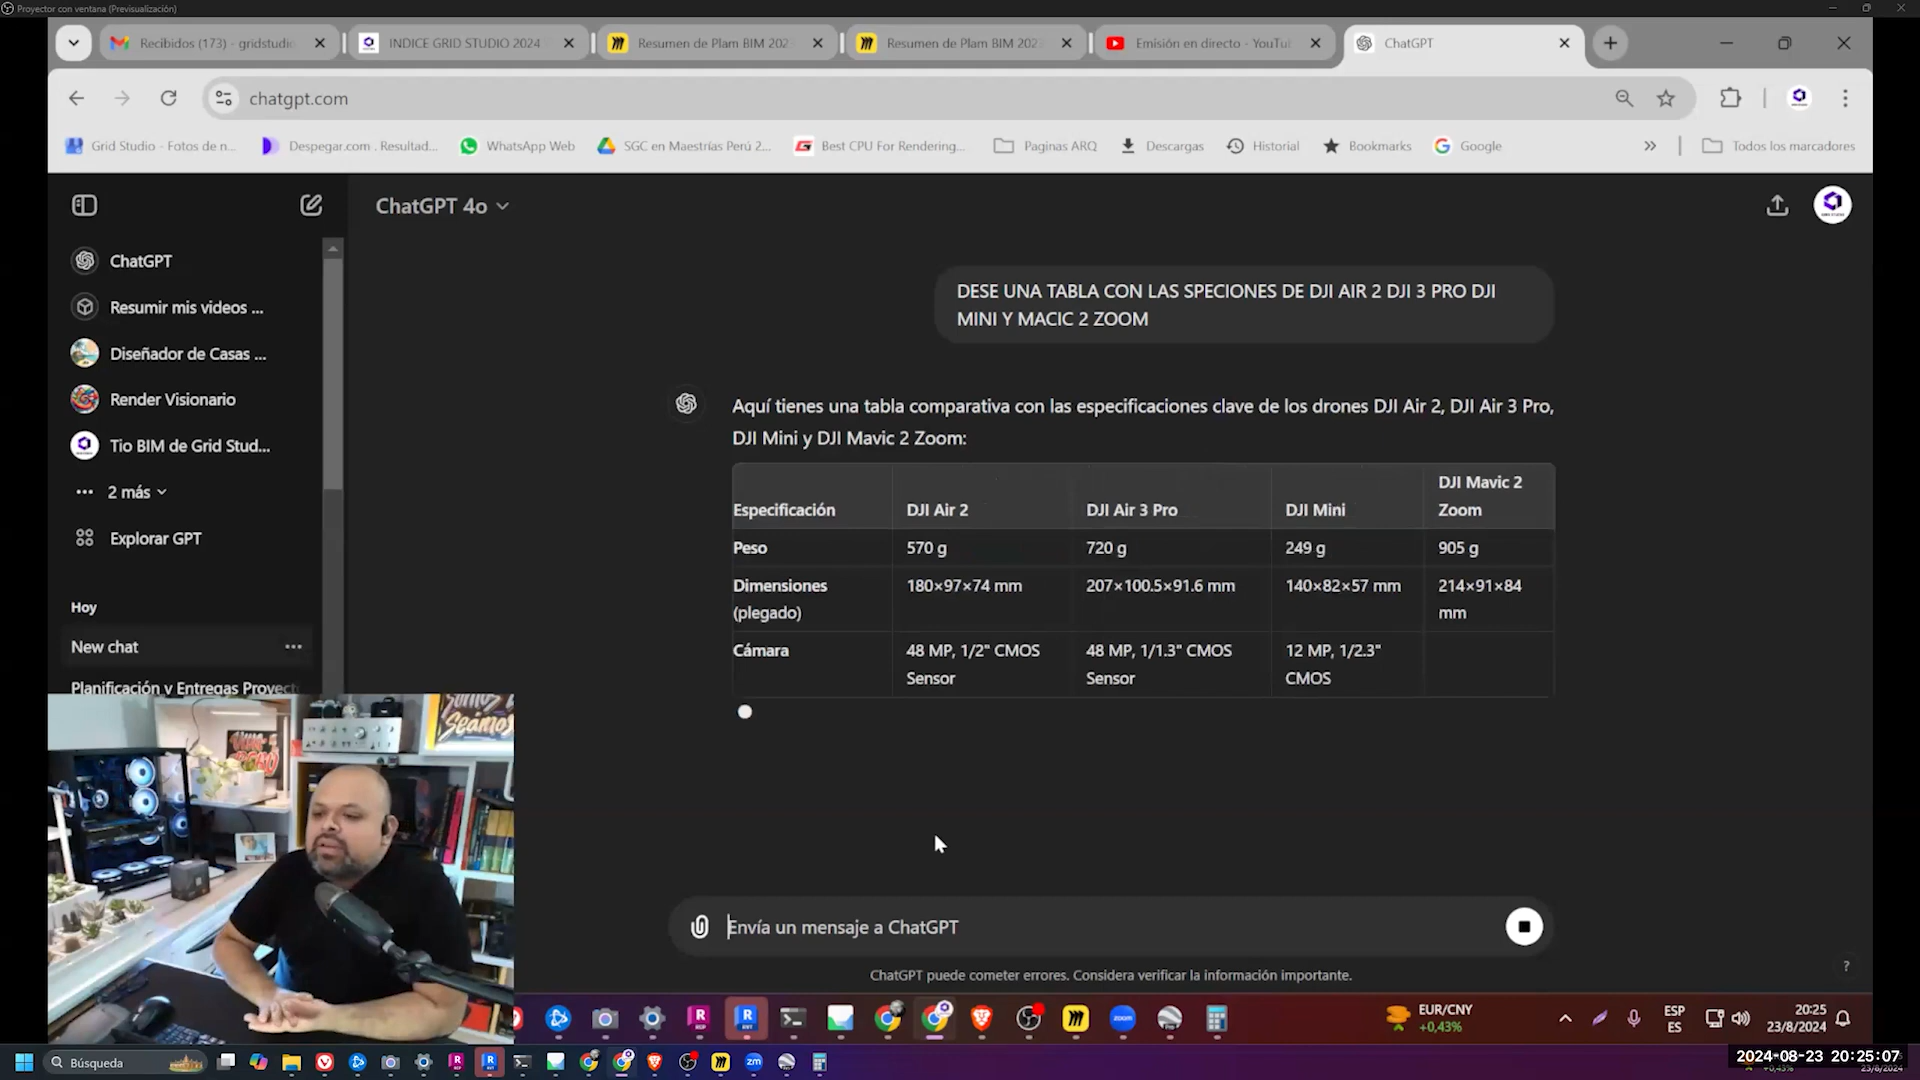 Proyector con ventana (Previsualización)
Recibidos (173) - gridstudio
INDICE GRID STUDIO 2024
Resumen de Plam BIM 202
Resumen de Plam BIM 202
Emisión en directo - YouTu
ChatGPT
chatgpt.com
Grid Studio - Fotos de n...
Despegar.com . Resultad...
WhatsApp Web
SGC en Maestrías Perú 2...
Best CPU For Rendering...
Paginas ARQ
Descargas
Historial
Bookmarks
Google
Todos los marcadores
ChatGPT 4o
ChatGPT
Resumir mis videos ...
Diseñador de Casas ...
Render Visionario
Tio BIM de Grid Stud...
2 más
Explorar GPT
Hoy
New chat
Planificación y Entregas Proyect
DESE UNA TABLA CON LAS SPECIONES DE DJI AIR 2 DJI 3 PRO DJI
MINI Y MACIC 2 ZOOM
Aquí tienes una tabla comparativa con las especificaciones clave de los drones DJI Air 2, DJI Air 3 Pro,
DJI Mini y DJI Mavic 2 Zoom:
Especificación DJI Air 2 DJI Air 3 Pro DJI Mini DJI Mavic 2
Zoom
Peso 570 g 720 g 249 g 905 g
Dimensiones 180×97×74 mm 207×100.5×91.6 mm 140×82×57 mm 214×91×84
(plegado) mm
Cámara 48 MP, 1/2" CMOS 48 MP, 1/1.3" CMOS 12 MP, 1/2.3"
Sensor Sensor CMOS
Envía un mensaje a ChatGPT
ChatGPT puede cometer errores. Considera verificar la información importante.
?
Seámos
EUR/CNY
+0,43%
ESP
ES
20:25
23/8/2024
Búsqueda
2024-08-23 20:25:07